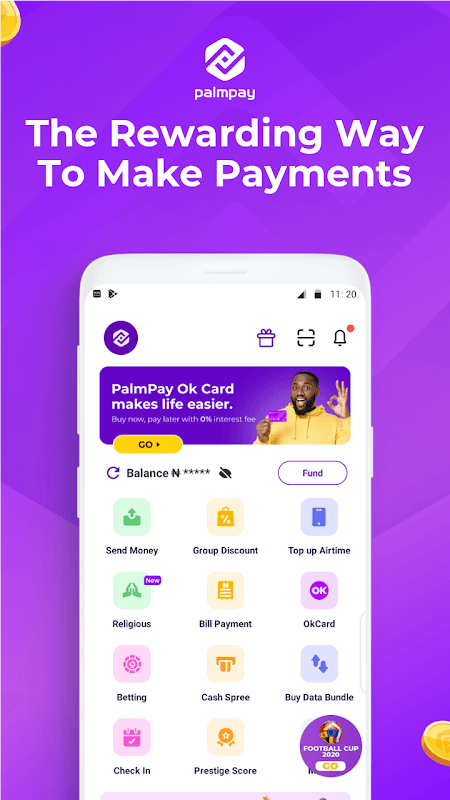 palmpay
The Rewarding Way
To Make Payments
11: 20
PalmPay Ok Card
makes life easier.
Buy now, pay later with 0% interest fee
GO
Balance ₦ *****
Fund
Send Money
Group Discount
Top up Airtime
New
Religious
Bill Payment
OK
OkCard
Betting
Cash Spree
Buy Data Bundle
Check In
Prestige Score
FOOTBALL CUP
2020
GO